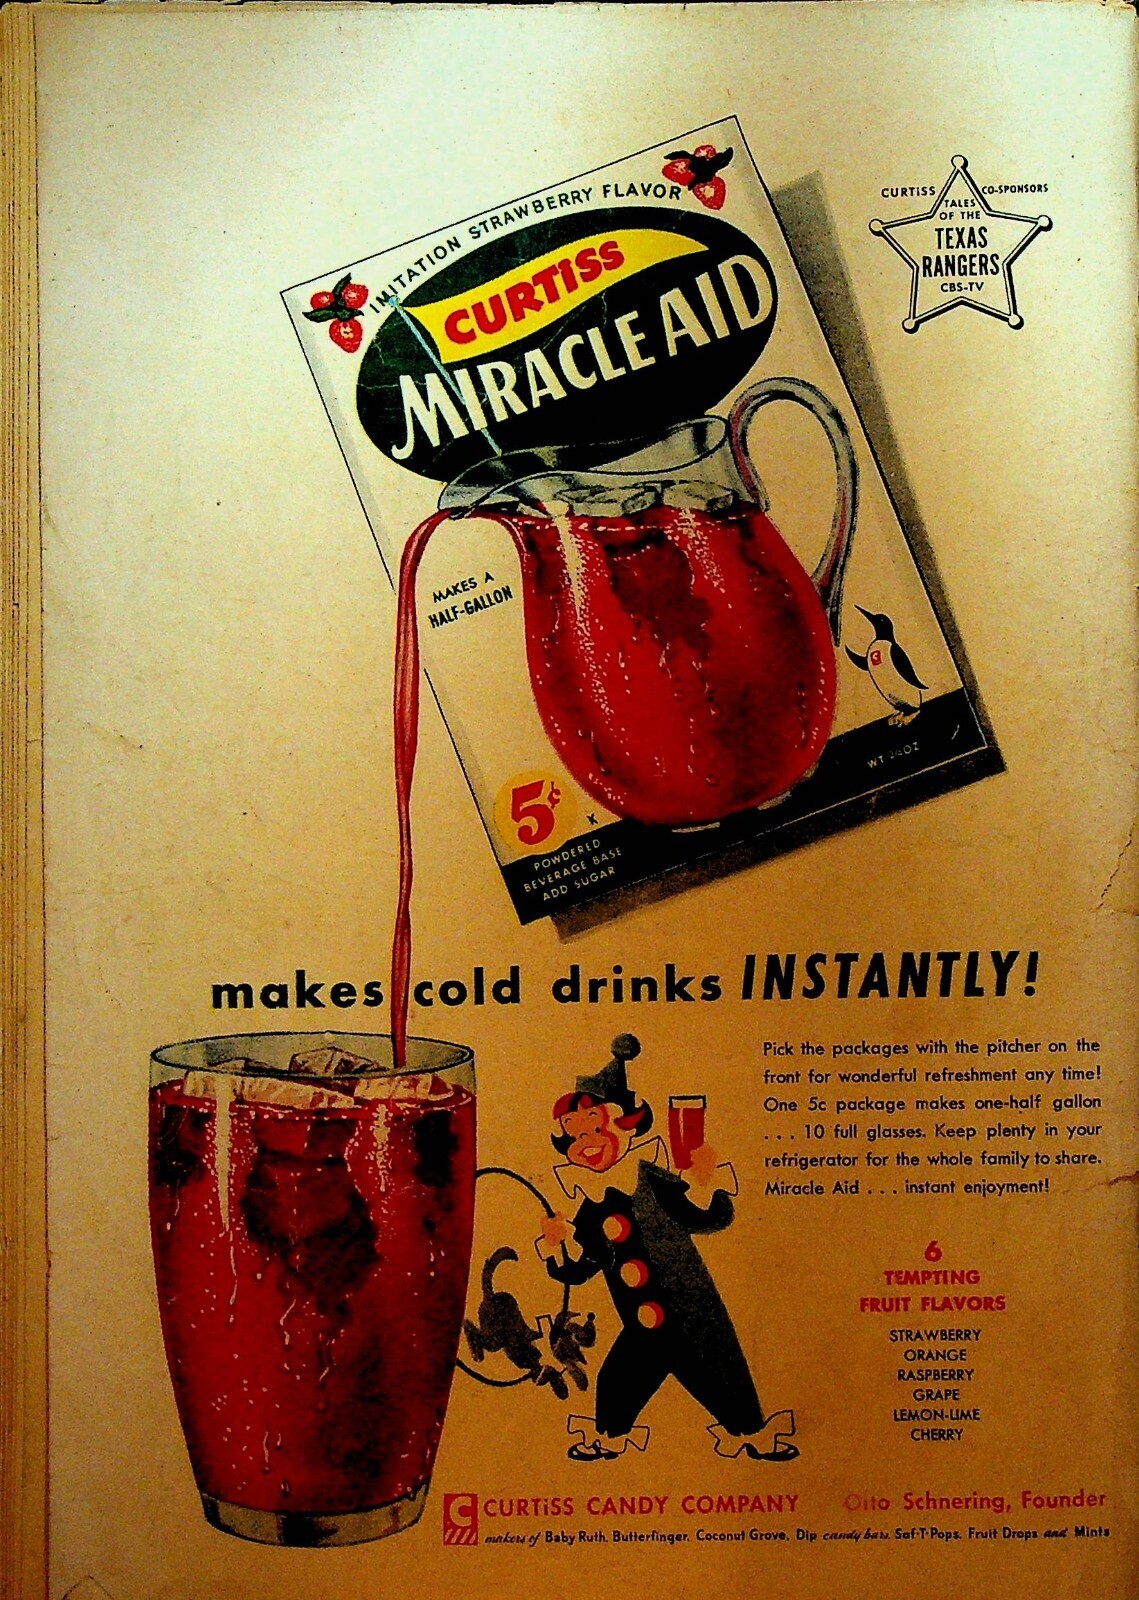 IMITATION STRAWBERRY FLAVOR
CURTiSS
MIRACLE AID
CURTiSS CO-SPONSORS
TALES
OF THE
TEXAS
RANGERS
CBS-TV
MAKES A
HALF-GALLON
C
5¢
K
WT OZ
POWDERED
BEVERAGE BASE
ADD SUGAR
makes cold drinks INSTANTLY!
Pick the packages with the pitcher on the
front for wonderful refreshment any time!
One 5c package makes one-half gallon
... 10 full glasses. Keep plenty in your
refrigerator for the whole family to share.
Miracle Aid ... instant enjoyment!
6
TEMPTING
FRUIT FLAVORS
STRAWBERRY
ORANGE
RASPBERRY
GRAPE
LEMON-LIME
CHERRY
C CURTiSS CANDY COMPANY Otto Schnering, Founder
makers of Baby Ruth, Butterfinger, Coconut Grove, Dip candy bars, Saf-T-Pops, Fruit Drops and Mints